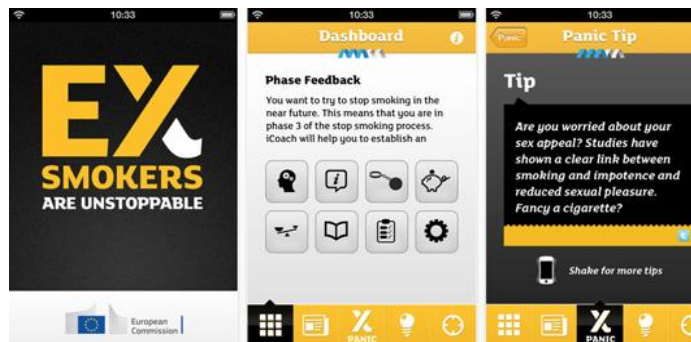 10:33
EX
SMOKERS
ARE UNSTOPPABLE
European
Commission
10:33
Dashboard
Phase Feedback
You want to try to stop smoking in the
near future. This means that you are in
phase 3 of the stop smoking process.
iCoach will help you to establish an
PANIC
10:33
Panic
Panic Tip
Tip
Are you worried about your
sex appeal? Studies have
shown a clear link between
smoking and impotence and
reduced sexual pleasure.
Fancy a cigarette?
Shake for more tips
PANIC